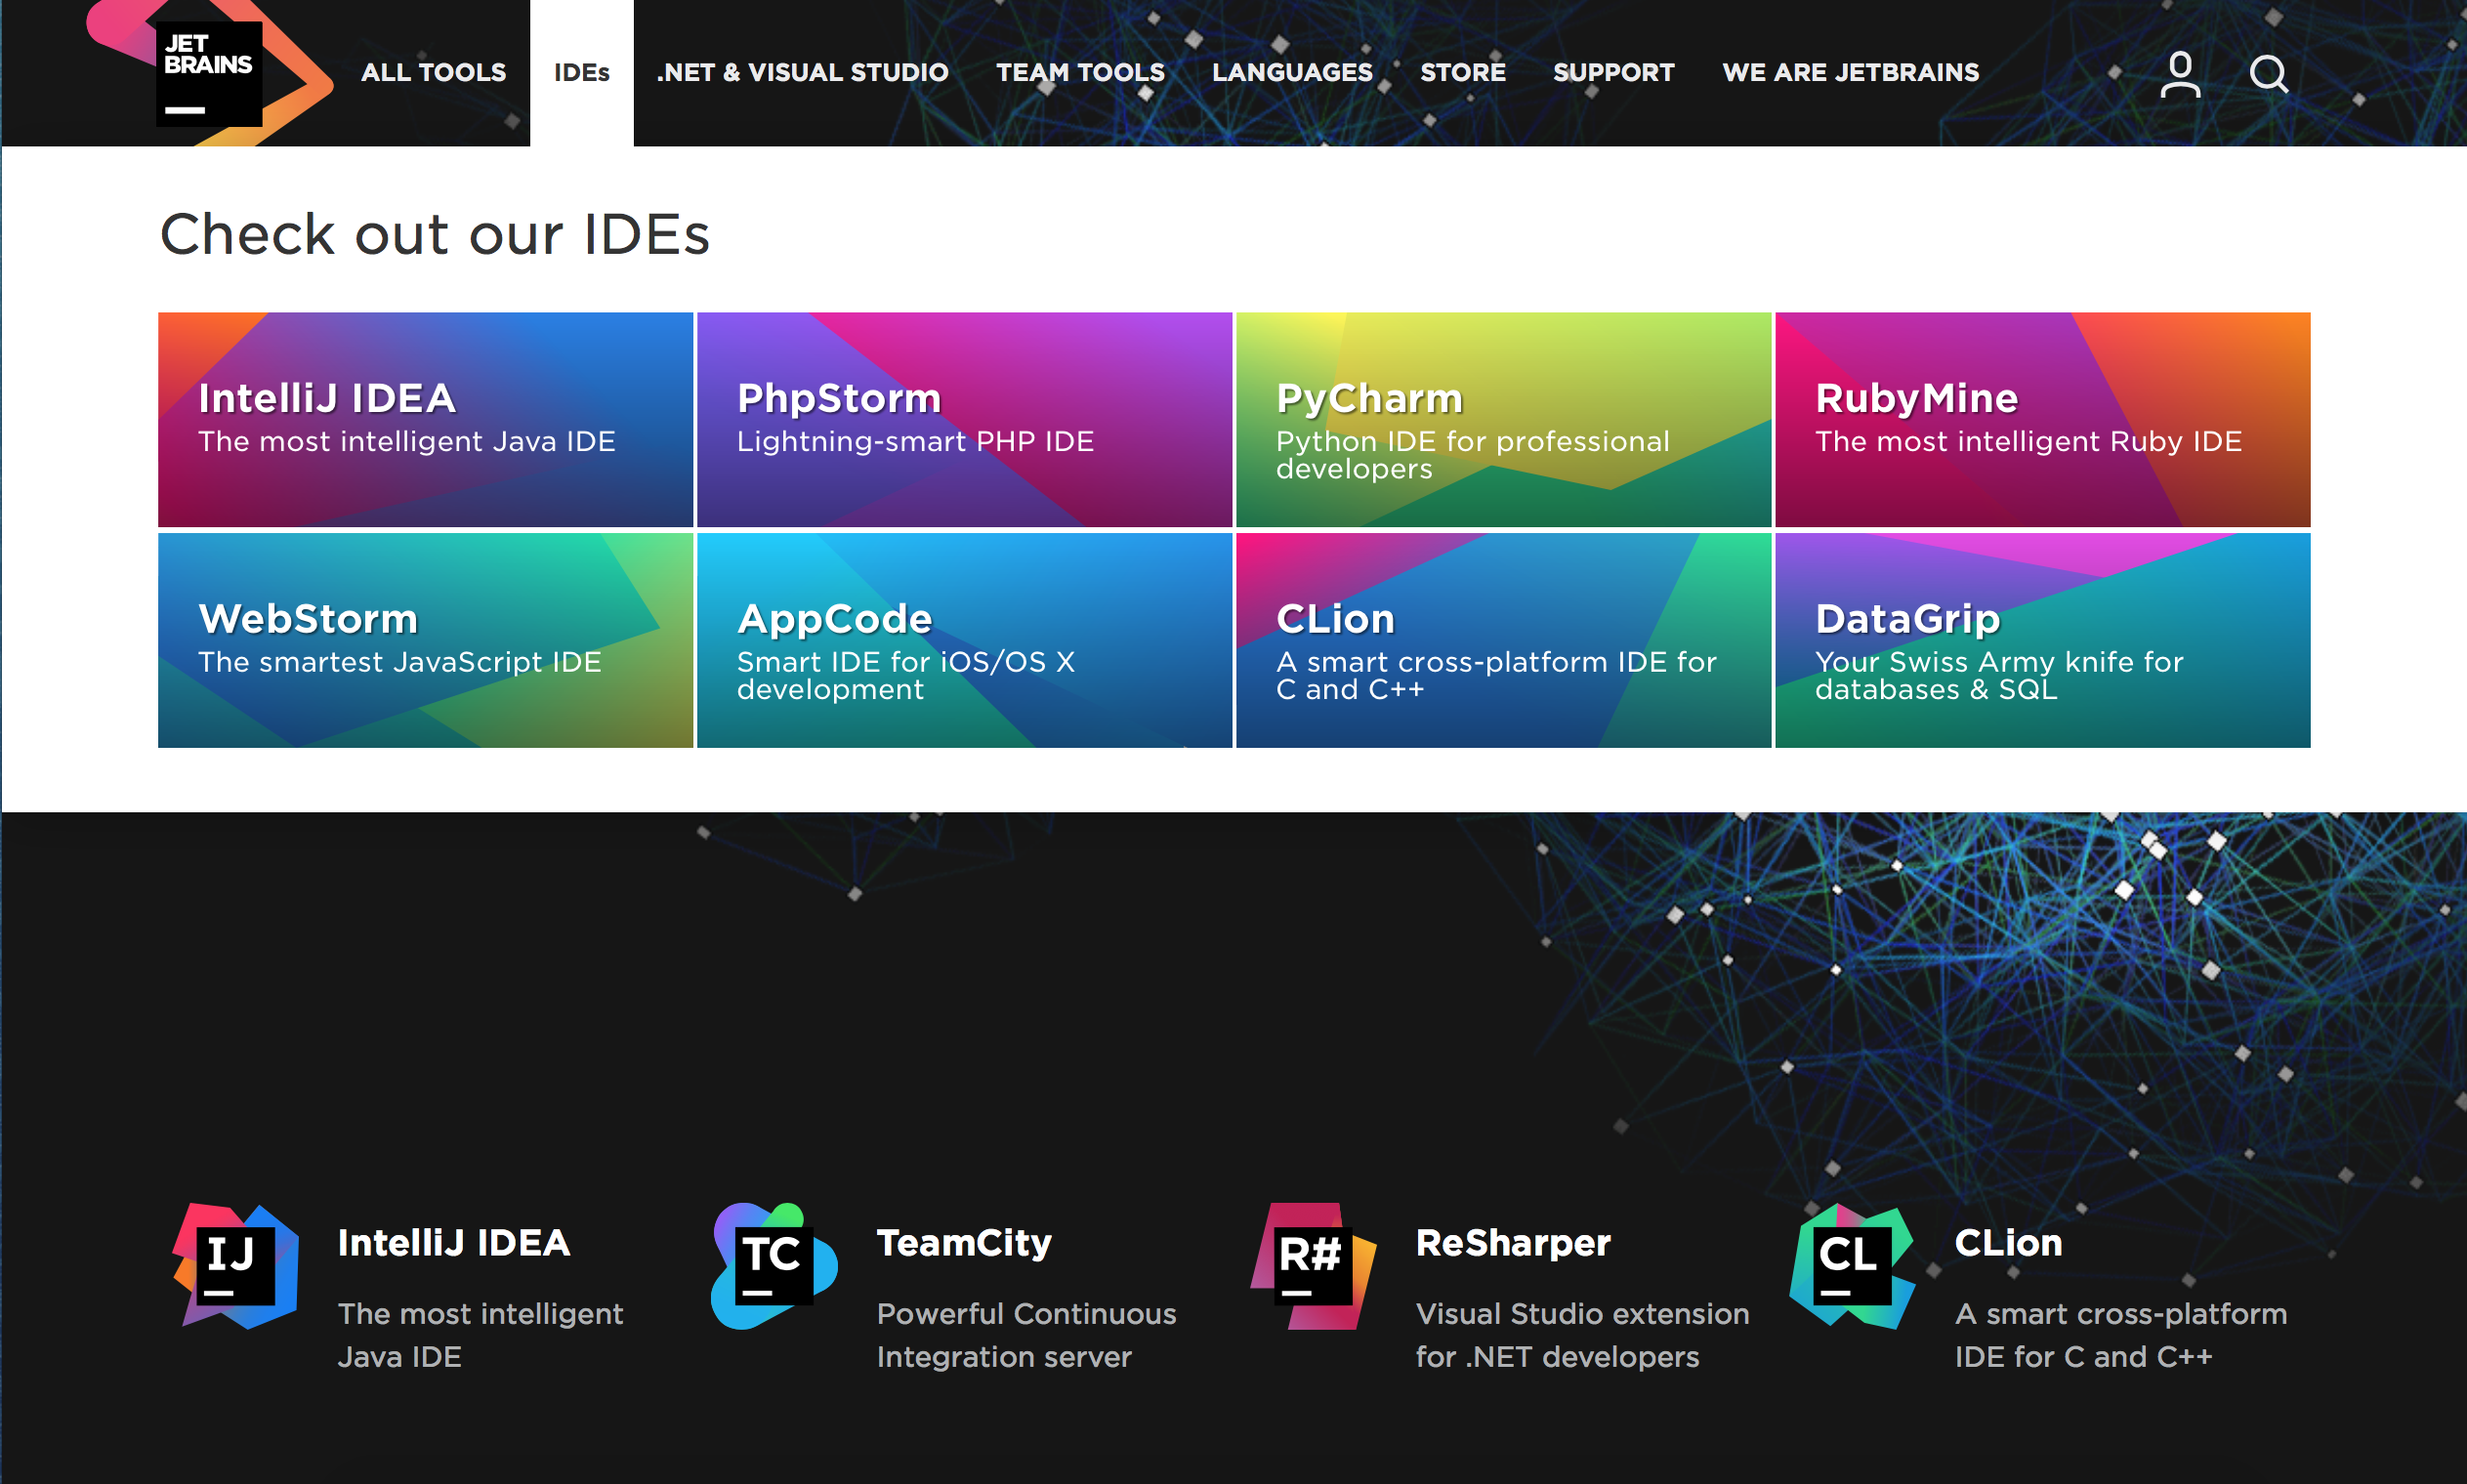 JET
BRAINS
ALL TOOLS IDEs .NET & VISUAL STUDIO TEAM TOOLS LANGUAGES STORE SUPPORT WE ARE JETBRAINS
Check out our IDEs
IntelliJ IDEA
The most intelligent Java IDE
PhpStorm
Lightning-smart PHP IDE
PyCharm
Python IDE for professional
developers
RubyMine
The most intelligent Ruby IDE
WebStorm
The smartest JavaScript IDE
AppCode
Smart IDE for iOS/OS X
development
CLion
A smart cross-platform IDE for
C and C++
DataGrip
Your Swiss Army knife for
databases & SQL
IJ
IntelliJ IDEA
The most intelligent
Java IDE
TC
TeamCity
Powerful Continuous
Integration server
R#
ReSharper
Visual Studio extension
for .NET developers
CL
CLion
A smart cross-platform
IDE for C and C++